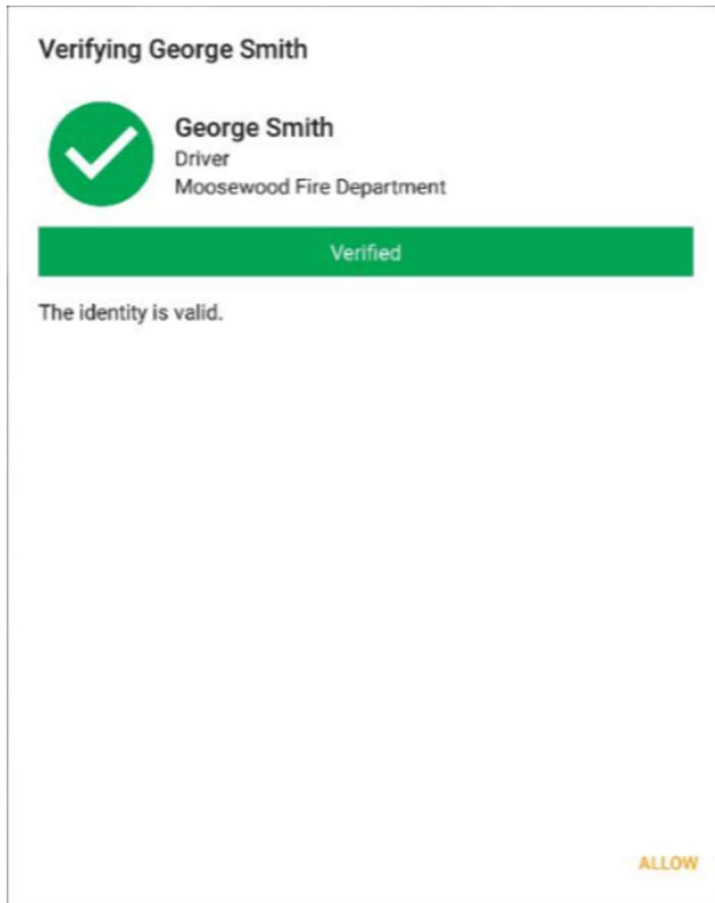 Verifying George Smith
George Smith
Driver
Moosewood Fire Department
Verified
The identity is valid.
ALLOW